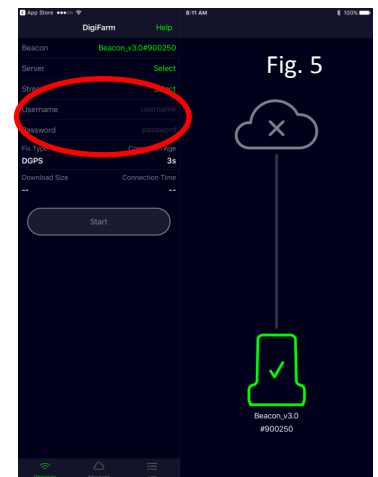 App Store 8:11 AM 100%
DigiFarm Help
Beacon Beacon_v3.0#900250
Server Select
Fig. 5
Stream Select
Username username
Password password
Fix Type Correction Age
DGPS 3s
Download Size Connection Time
-- --
Start
Beacon_v3.0
#900250